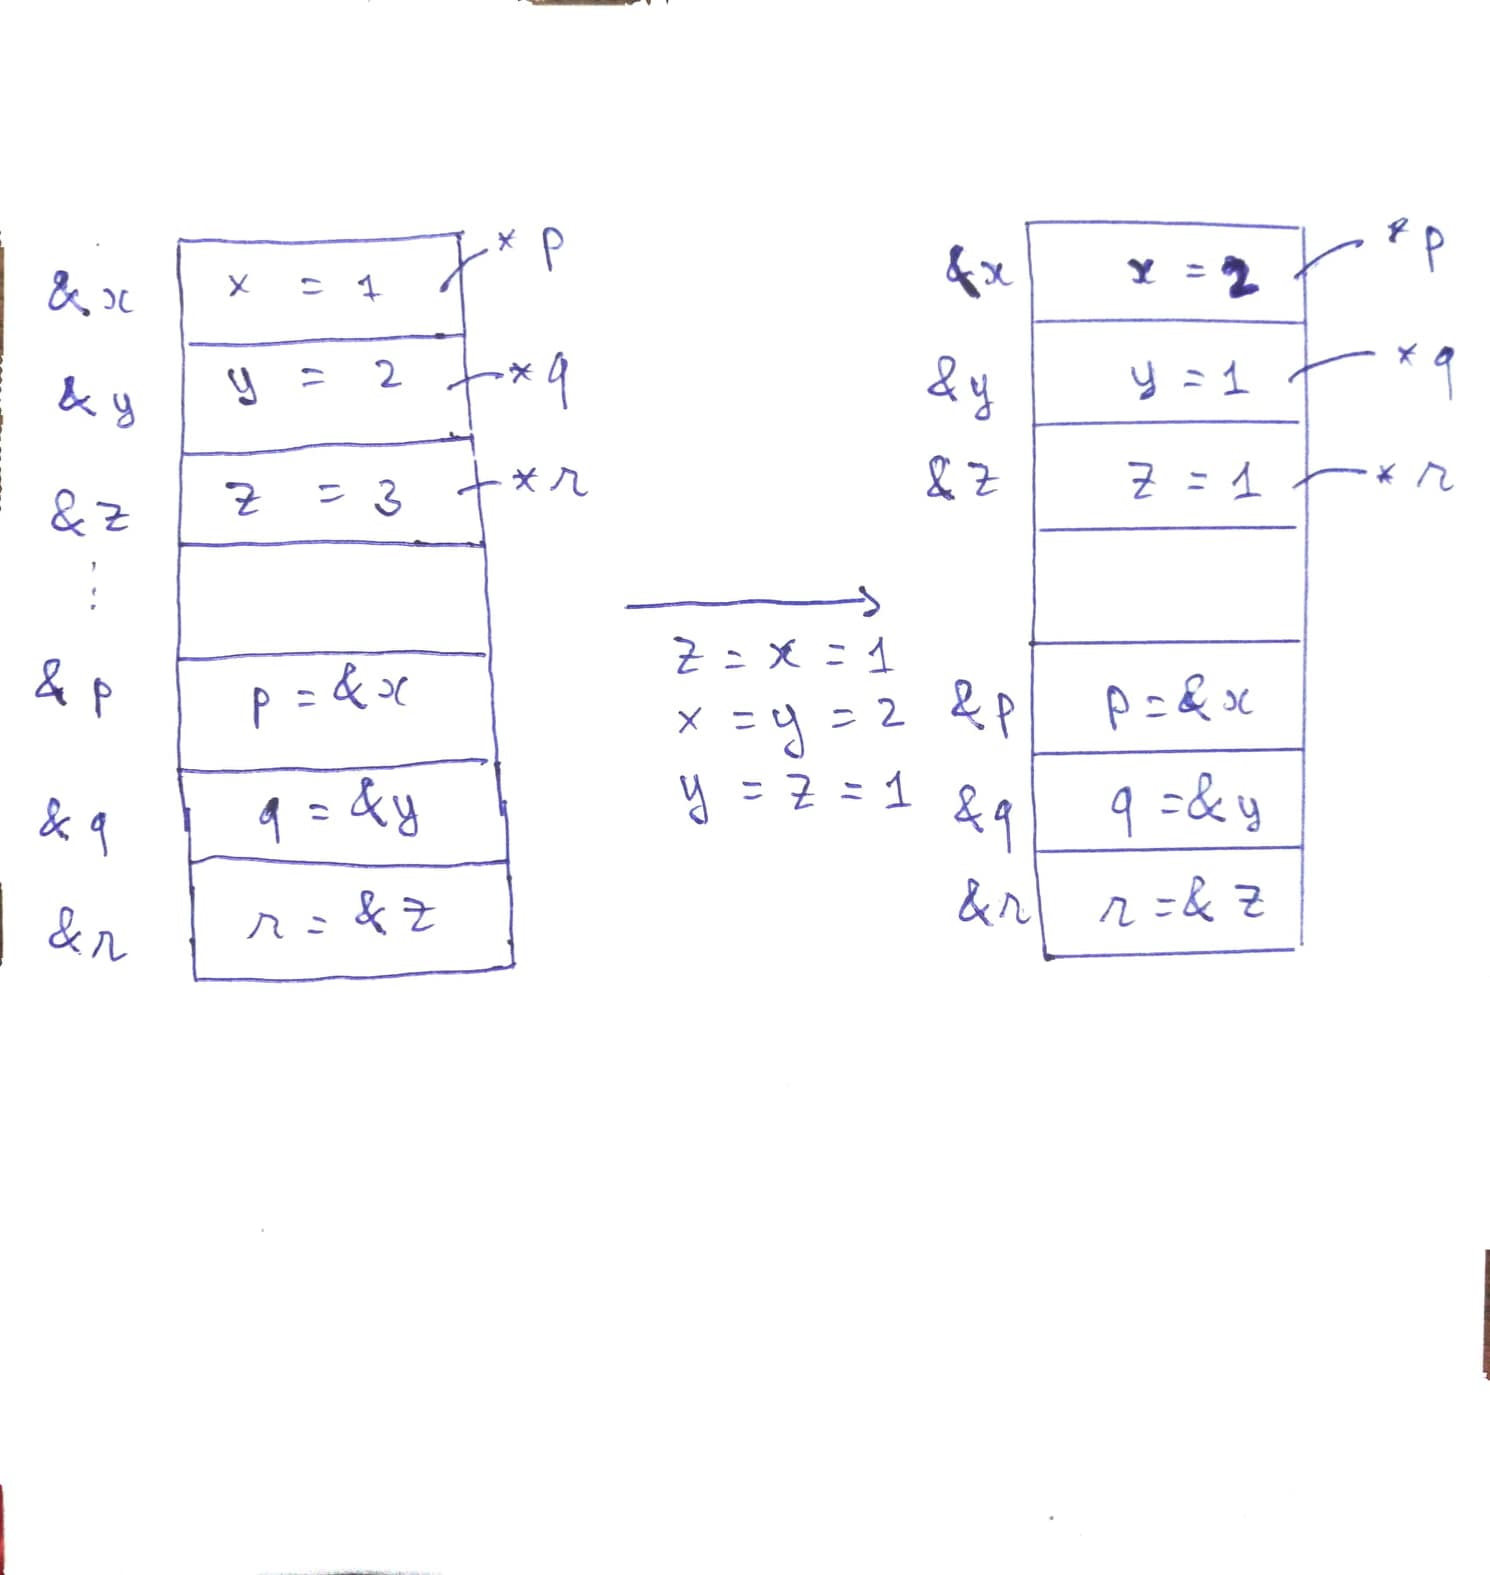 &x x = 1 *p
&y y = 2 *q
&z z = 3 *r
⋮
&p p = &x
&q q = &y
&r r = &z
z = x = 1
x = y = 2
y = z = 1
&x x = 2 *p
&y y = 1 *q
&z z = 1 *r
&p p = &x
&q q = &y
&r r = &z